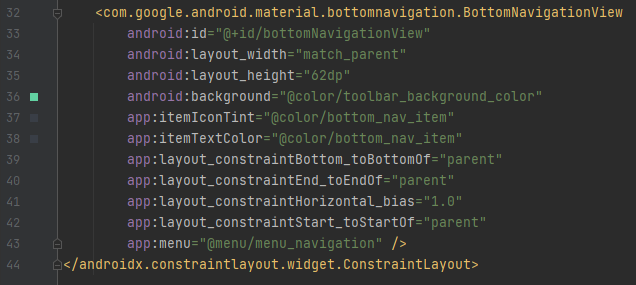 32 <com.google.android.material.bottomnavigation.BottomNavigationView
33 android:id="@+id/bottomNavigationView"
34 android:layout_width="match_parent"
35 android:layout_height="62dp"
36 android:background="@color/toolbar_background_color"
37 app:itemIconTint="@color/bottom_nav_item"
38 app:itemTextColor="@color/bottom_nav_item"
39 app:layout_constraintBottom_toBottomOf="parent"
40 app:layout_constraintEnd_toEndOf="parent"
41 app:layout_constraintHorizontal_bias="1.0"
42 app:layout_constraintStart_toStartOf="parent"
43 app:menu="@menu/menu_navigation" />
44 </androidx.constraintlayout.widget.ConstraintLayout>